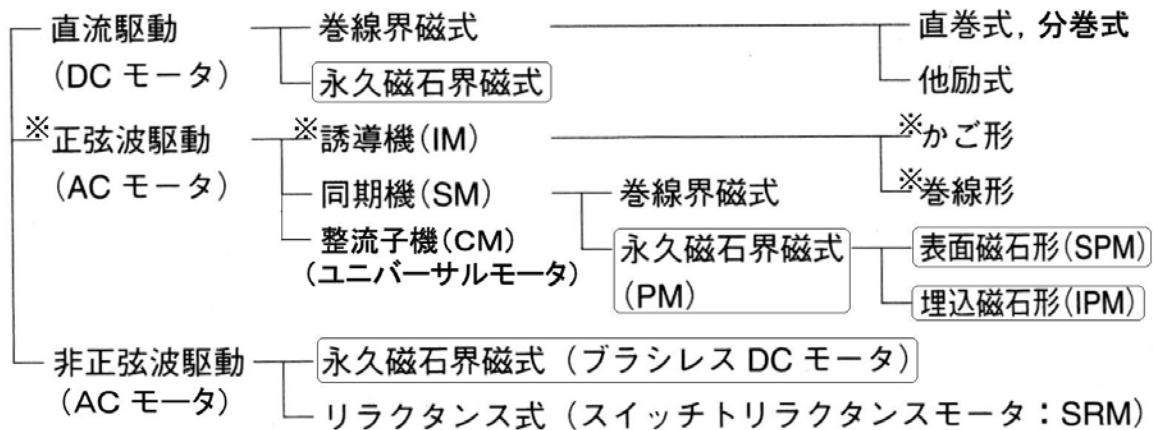 直流駆動 巻線界磁式 直巻式, 分巻式
(DC モータ) 永久磁石界磁式 他励式
※正弦波駆動 ※誘導機(IM) ※かご形
(AC モータ) 同期機(SM) 巻線界磁式 ※巻線形
整流子機(CM) 永久磁石界磁式 表面磁石形(SPM)
(ユニバーサルモータ) (PM) 埋込磁石形(IPM)
非正弦波駆動 永久磁石界磁式 (ブラシレス DC モータ)
(AC モータ) リラクタンス式 (スイッチトリラクタンスモータ：SRM)